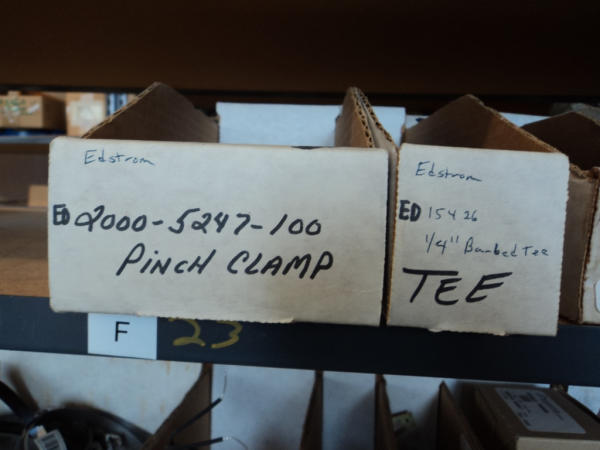 Edstrom
ED 2000-5247-100
PINCH CLAMP
Edstrom
ED 15426
1/4" Barbed Tee
TEE
F
23